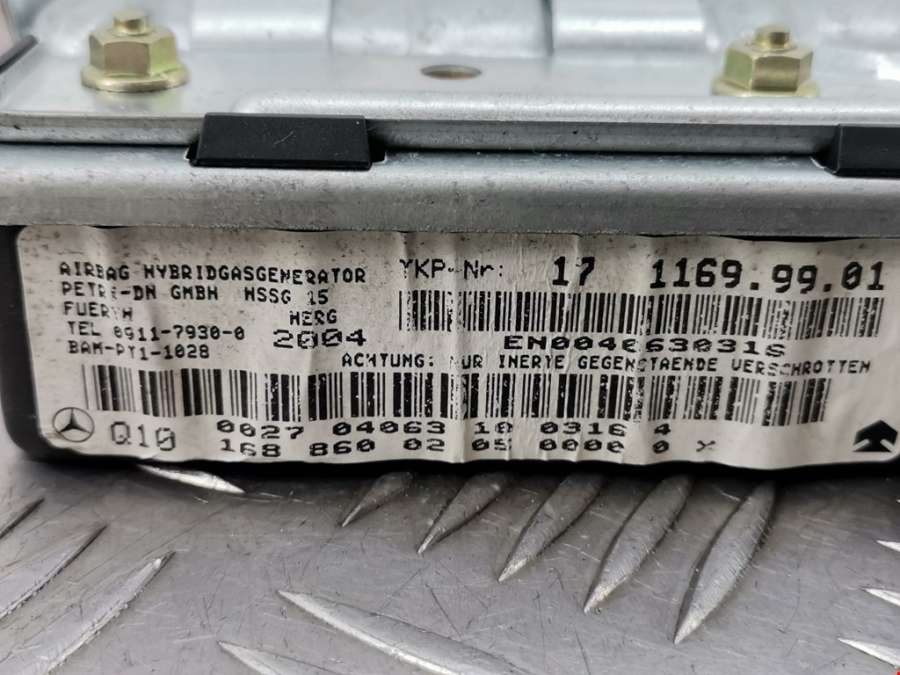 AIRBAG HYBRIDGASGENERATOR
PETRI-DN GMBH HSSG 15
FUERTH HERG
TEL 0911-7930-0 2004
BAM-PT1-1028
YKP-Nr: 17 1169.99.01
EN004063031S
ACHTUNG: NUR INERTE GEGENSTAENDE VERSCHROTTEN
Q10
0027 04063 10 0316 4
168 860 02 05 0000 0 X